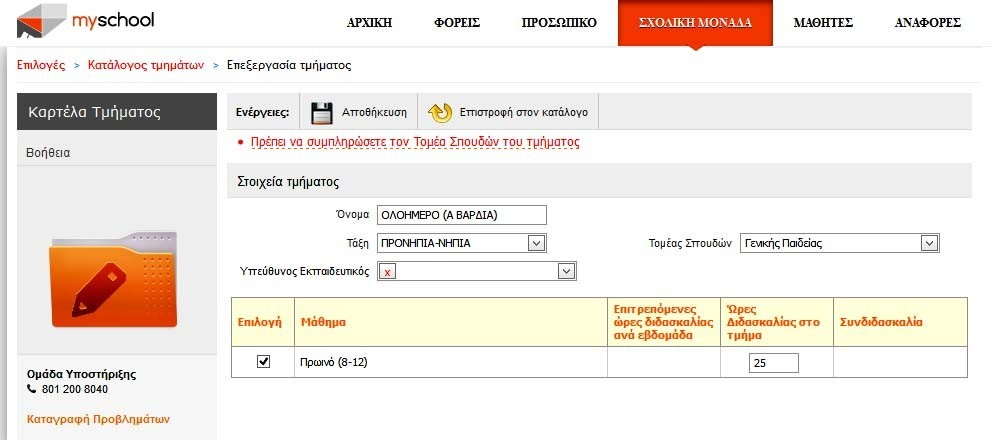 myschool
ΑΡΧΙΚΗ ΦΟΡΕΙΣ ΠΡΟΣΩΠΙΚΟ ΣΧΟΛΙΚΗ ΜΟΝΑΔΑ ΜΑΘΗΤΕΣ ΑΝΑΦΟΡΕΣ
Επιλογές > Κατάλογος τμημάτων > Επεξεργασία τμήματος
Καρτέλα Τμήματος
Βοήθεια
Ομάδα Υποστήριξης
801 200 8040
Καταγραφή Προβλημάτων
Ενέργειες: Αποθήκευση Επιστροφή στον κατάλογο
• Πρέπει να συμπληρώσετε τον Τομέα Σπουδών του τμήματος
Στοιχεία τμήματος
Όνομα ΟΛΟΗΜΕΡΟ (Α ΒΑΡΔΙΑ)
Τάξη ΠΡΟΝΗΠΙΑ-ΝΗΠΙΑ Τομέας Σπουδών Γενικής Παιδείας
Υπεύθυνος Εκπαιδευτικός x
Επιλογή Μάθημα Επιτρεπόμενες ώρες διδασκαλίας ανά εβδομάδα Ώρες Διδασκαλίας στο τμήμα Συνδιδασκαλία
Πρωινό (8-12) 25